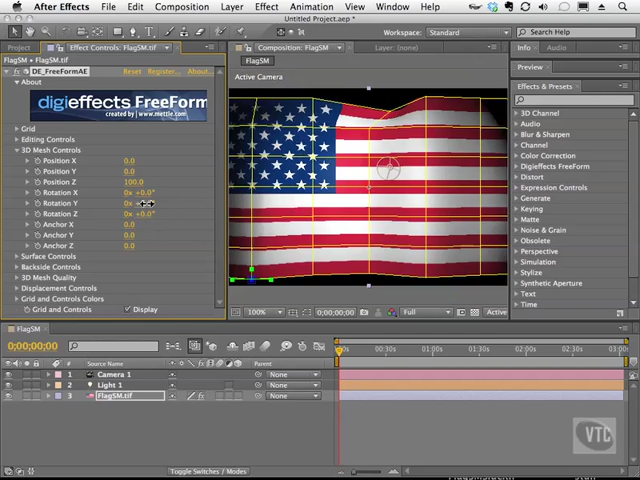 After Effects File Edit Composition Layer Effect Animation View Window Help
Untitled Project.aep *
Workspace: Standard Search Help
Project Effect Controls: FlagSM.tif Composition: FlagSM Layer: (none) Info Audio
FlagSM • FlagSM.tif FlagSM
DE_FreeFormAE Reset Register... About... Active Camera Preview
About
Effects & Presets
digieffects FreeForm
created by | www.mettle.com
3D Channel
Audio
Grid Blur & Sharpen
Editing Controls Channel
3D Mesh Controls Color Correction
Position X 0.0 Digieffects FreeForm
Position Y 0.0 Distort
Position Z 100.0 Expression Controls
Rotation X 0x +0.0° Generate
Rotation Y 0x Keying
Rotation Z 0x +0.0° Matte
Anchor X 0.0 Noise & Grain
Anchor Y 0.0 Obsolete
Anchor Z 0.0 Perspective
Surface Controls Simulation
Backside Controls Stylize
3D Mesh Quality Synthetic Aperture
Displacement Controls Text
Grid and Controls Colors Time
Grid and Controls Display 100% 0;00;00;00 Full Active
FlagSM
0;00;00;00 00:30s 01:00s 01:30s 02:00s 02:30s 03:00s
# Source Name Parent
1 Camera 1 None
2 Light 1 None
3 FlagSM.tif None
VTC
Toggle Switches / Modes